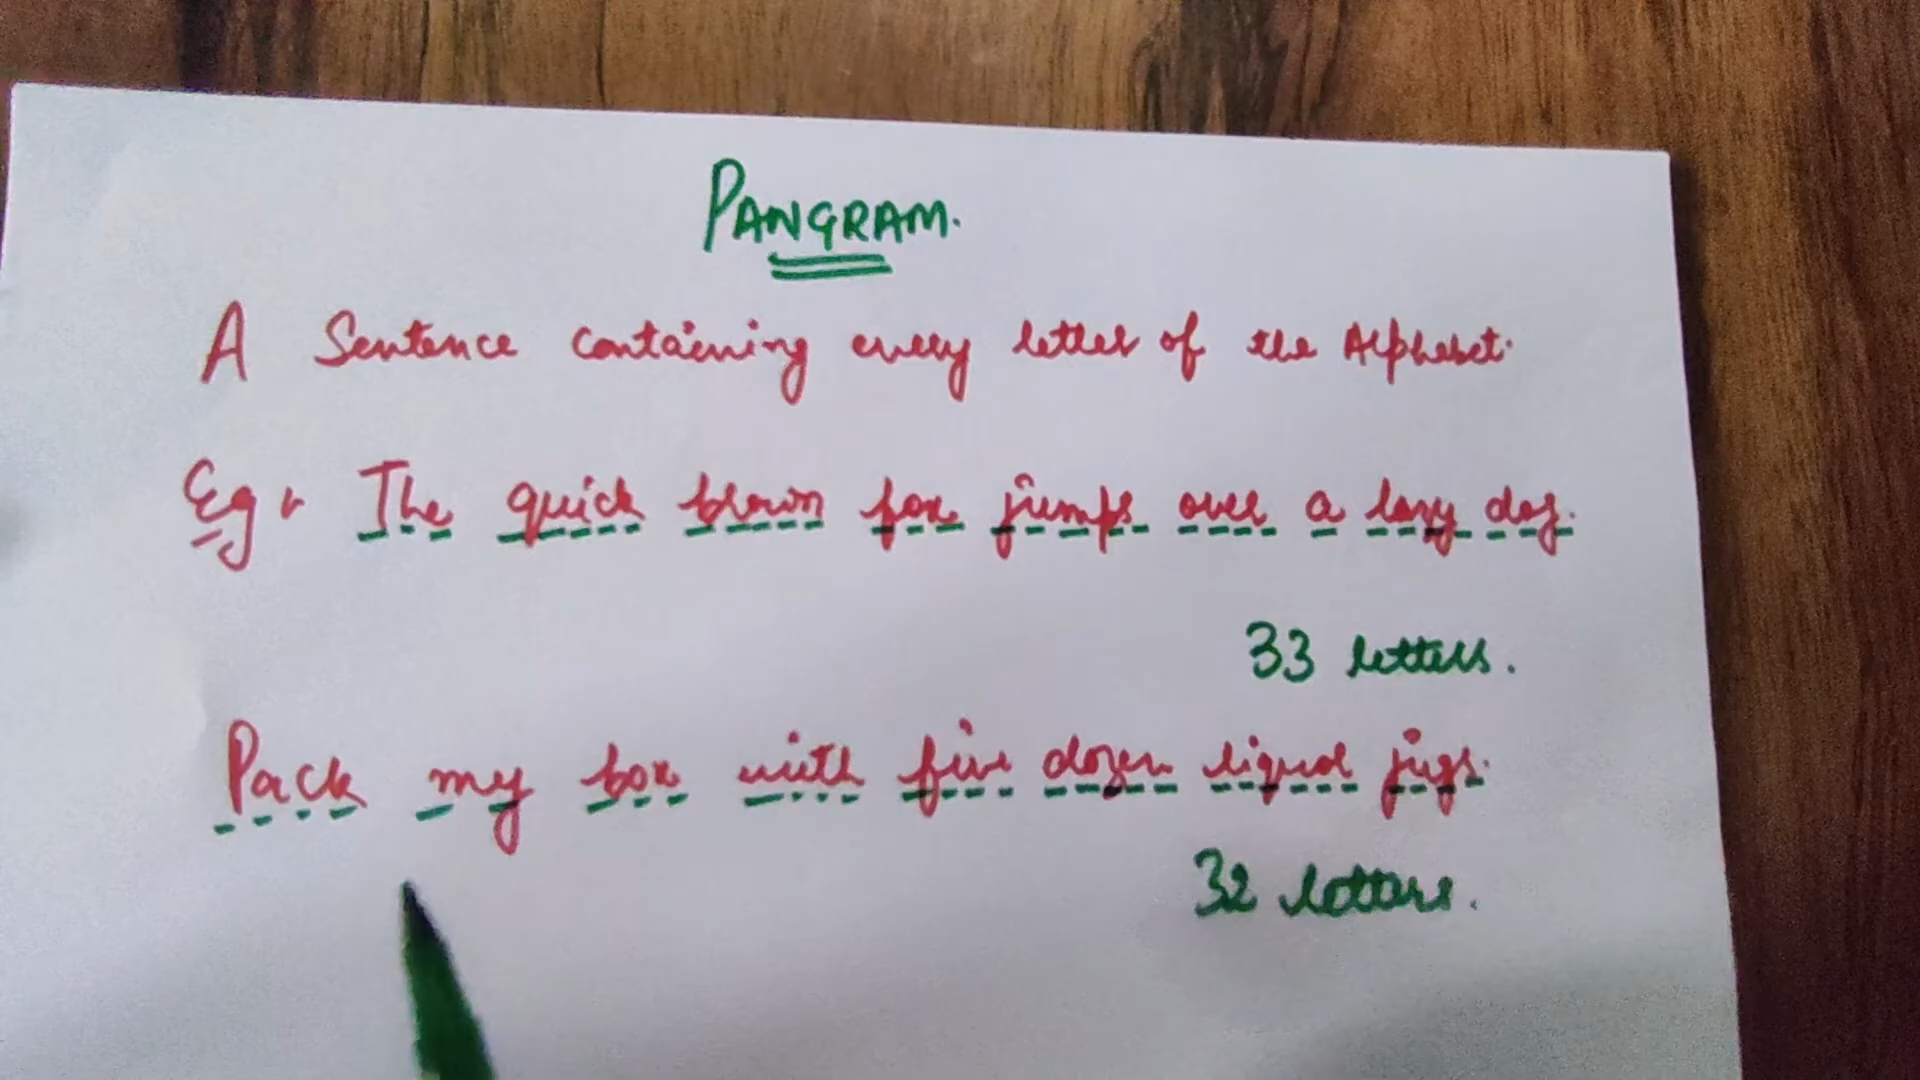 PANGRAM.
A Sentence containing every letter of the Alphabet.
Eg: The quick brown fox jumps over a lazy dog.
33 letters.
Pack my box with five dozen liquor jugs.
32 letters.